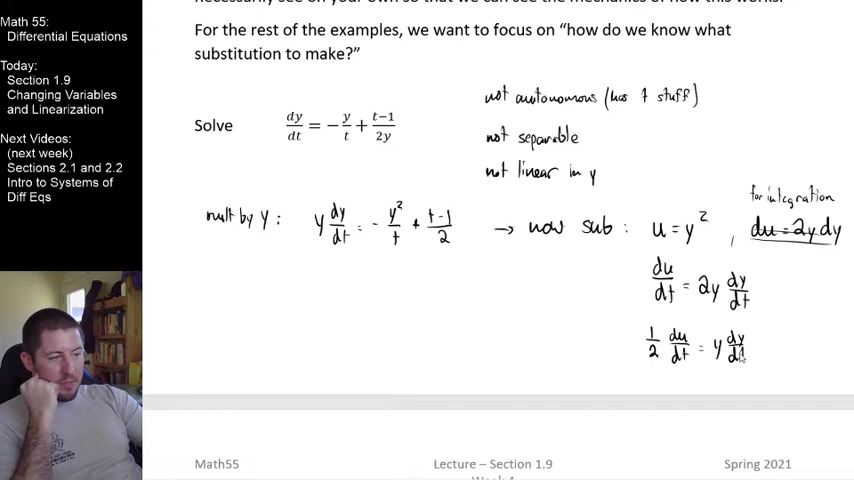 Math 55:
Differential Equations
Today:
Section 1.9
Changing Variables
and Linearization
Next Videos:
(next week)
Sections 2.1 and 2.2
Intro to Systems of
Diff Eqs
necessarily see on your own so that we can see the mechanics of how this works.
For the rest of the examples, we want to focus on “how do we know what
substitution to make?”
Solve dy/dt = -y/t + (t-1)/2y
not autonomous (has t stuff)
not separable
not linear in y
mult by y: y dy/dt = - y²/t + (t-1)/2 → now sub: u = y² , du = 2y dy
for integration
du/dt = 2y dy/dt
1/2 du/dt = y dy/dt
Math55 Lecture – Section 1.9 Spring 2021